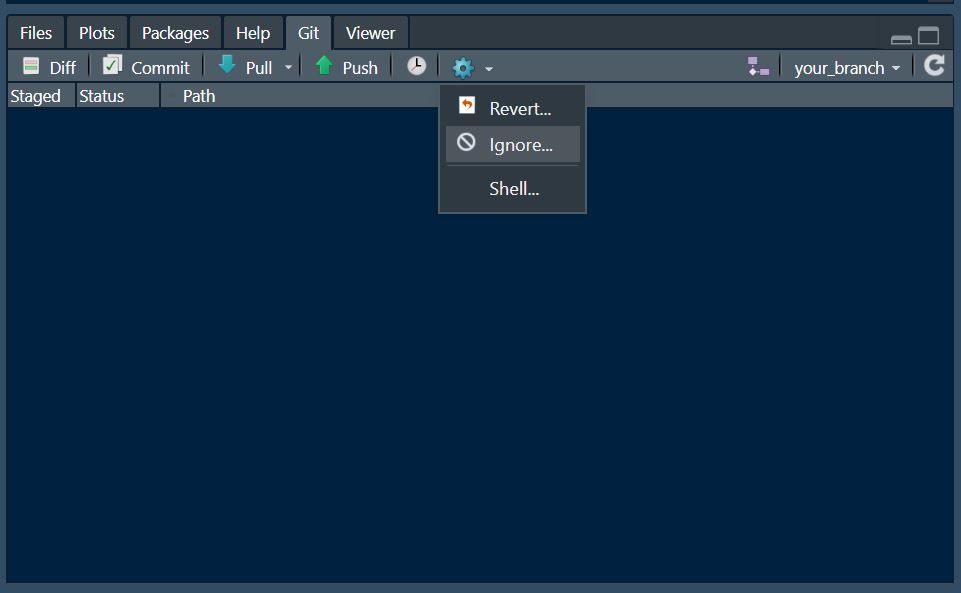 Files Plots Packages Help Git Viewer
Diff Commit Pull Push your_branch
Staged Status Path
Revert...
Ignore...
Shell...